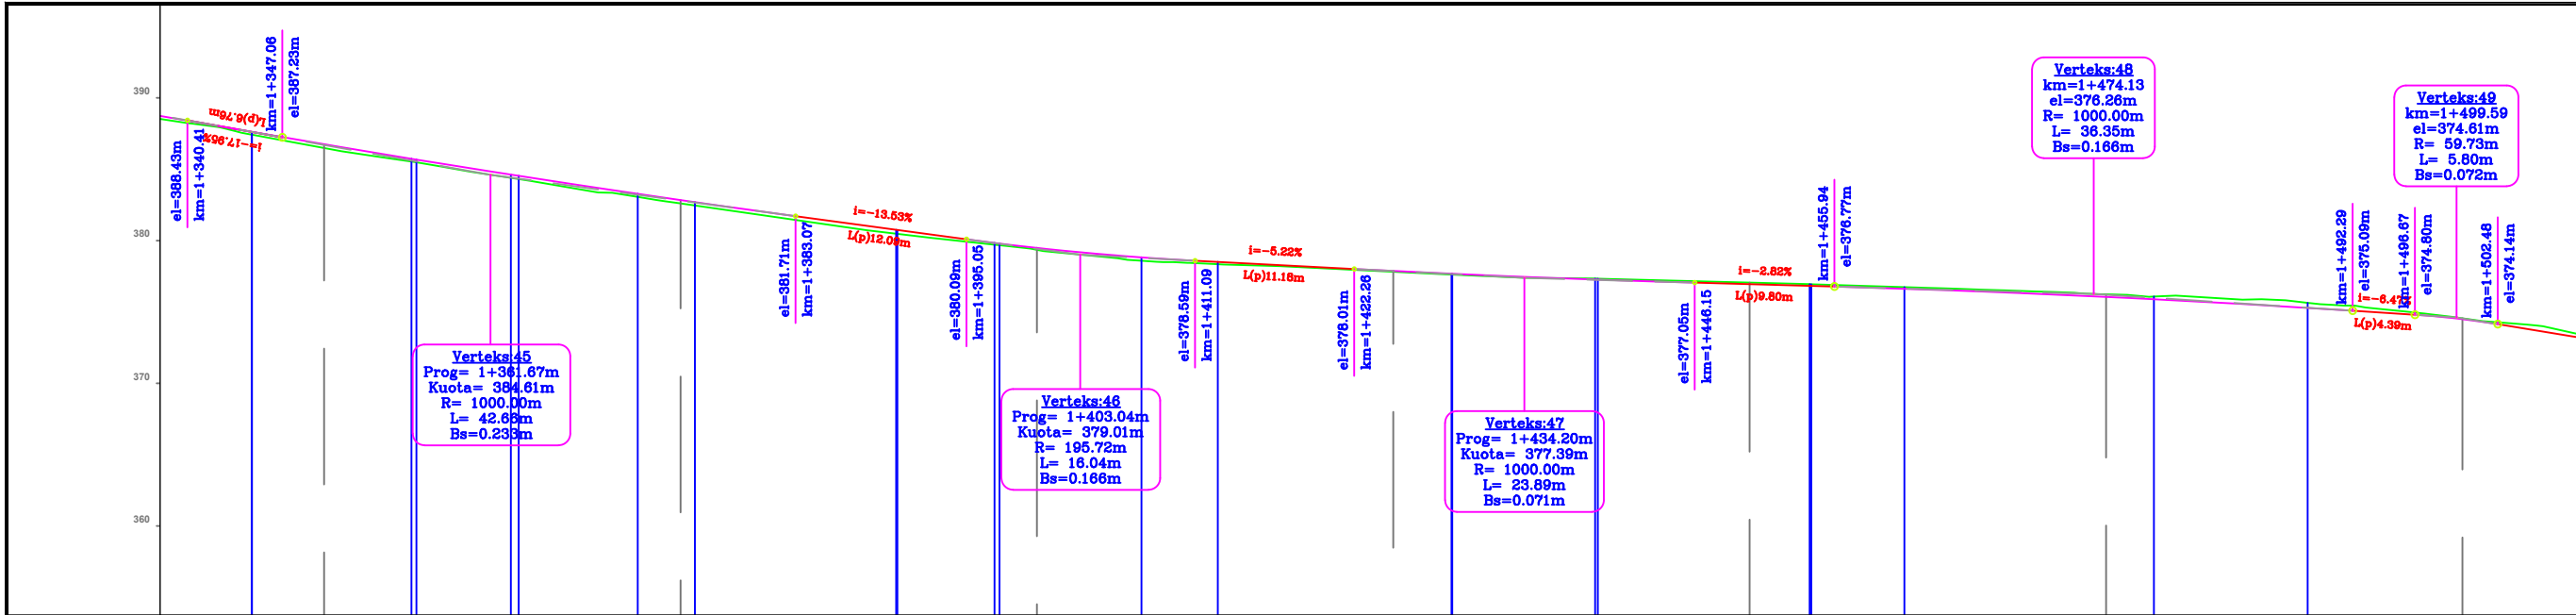 390
380
370
360
L(p)6.76m
i=-17.95%
km=1+347.06
el=387.23m
el=388.43m
km=1+340.41
Verteks:45
Prog= 1+361.67m
Kuota= 384.61m
R= 1000.00m
L= 42.66m
Bs=0.233m
i=-13.53%
L(p)12.09m
el=381.71m
km=1+383.07
el=380.09m
km=1+395.05
Verteks:46
Prog= 1+403.04m
Kuota= 379.01m
R= 195.72m
L= 16.04m
Bs=0.166m
el=378.59m
km=1+411.09
i=-5.22%
L(p)11.18m
el=378.01m
km=1+422.26
Verteks:47
Prog= 1+434.20m
Kuota= 377.39m
R= 1000.00m
L= 23.89m
Bs=0.071m
el=377.05m
km=1+446.15
i=-2.82%
L(p)9.80m
km=1+455.94
el=376.77m
Verteks:48
km=1+474.13
el=376.26m
R= 1000.00m
L= 36.35m
Bs=0.166m
km=1+492.29
el=375.09m
i=-6.47%
L(p)4.39m
km=1+496.67
el=374.80m
Verteks:49
km=1+499.59
el=374.61m
R= 59.73m
L= 5.80m
Bs=0.072m
km=1+502.48
el=374.14m